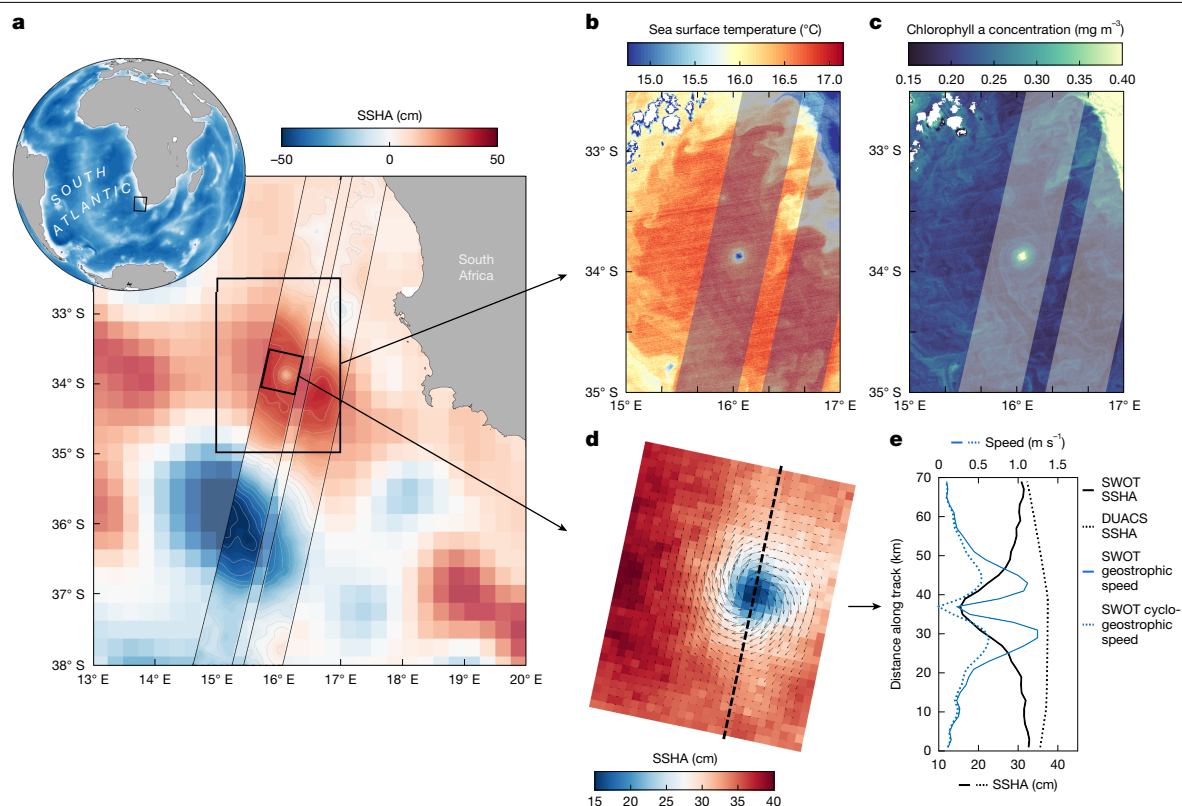 a
SSHA (cm)
−50
0
50
SOUTH
ATLANTIC
South
Africa
33° S
34° S
35° S
36° S
37° S
38° S
13° E
14° E
15° E
16° E
17° E
18° E
19° E
20° E
b
Sea surface temperature (°C)
15.0
15.5
16.0
16.5
17.0
33° S
34° S
35° S
15° E
16° E
17° E
c
Chlorophyll a concentration (mg m−3)
0.15
0.20
0.25
0.30
0.35
0.40
33° S
34° S
35° S
15° E
16° E
17° E
d
SSHA (cm)
15
20
25
30
35
40
e
Speed (m s−1)
0
0.5
1.0
1.5
Distance along track (km)
70
60
50
40
30
20
10
0
10
20
30
40
SSHA (cm)
SWOT
SSHA
DUACS
SSHA
SWOT
geostrophic
speed
SWOT cyclo-
geostrophic
speed